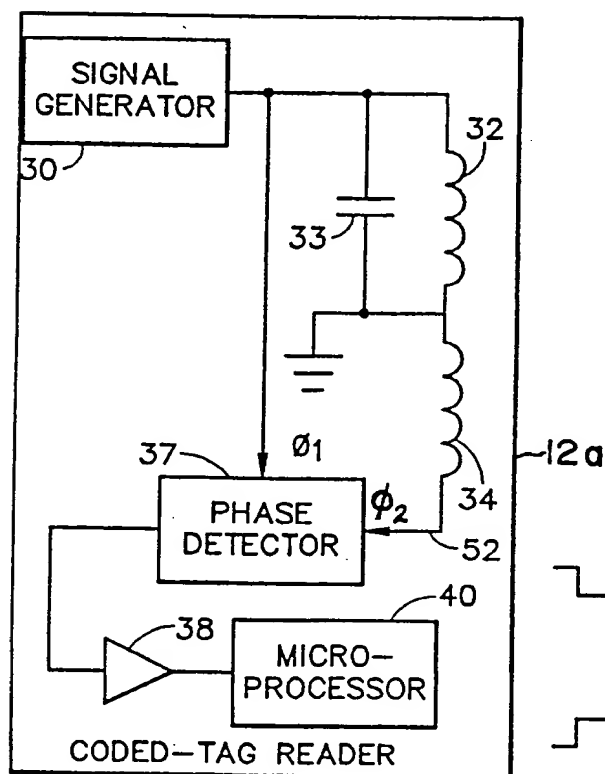 SIGNAL
GENERATOR
30
32
33
Ø1
37
12a
34
PHASE
DETECTOR
ϕ2
52
38
40
MICRO-
PROCESSOR
CODED-TAG READER